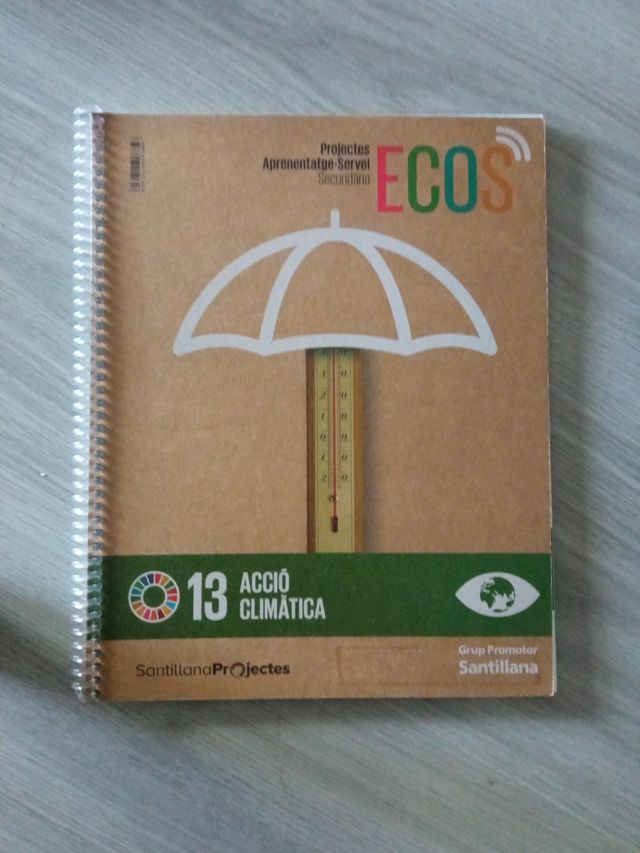 Projectes
Aprenentatge-Servei
Secundària
ECOS
13 ACCIÓ
CLIMÀTICA
SantillanaProjectes
Grup Promotor
Santillana